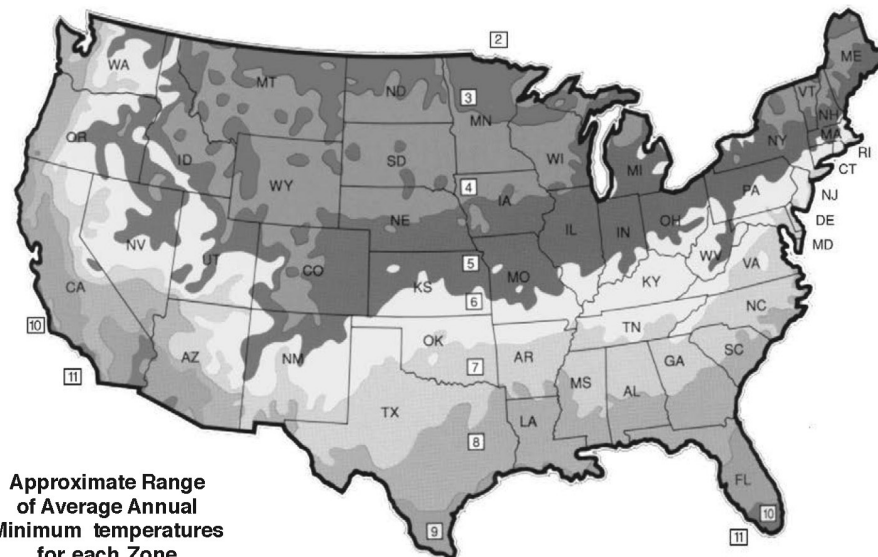 2
WA
MT
ND
3
MN
ME
VT
NH
NY
MA
RI
CT
OR
ID
SD
WI
MI
WY
4
IA
NE
PA
NJ
DE
MD
NV
UT
CO
IL
IN
OH
WV
VA
5
KS
MO
KY
CA
6
NC
10
AZ
NM
OK
TN
AR
SC
11
7
MS
AL
GA
TX
LA
8
FL
10
9
11
Approximate Range
of Average Annual
Minimum temperatures
for each Zone